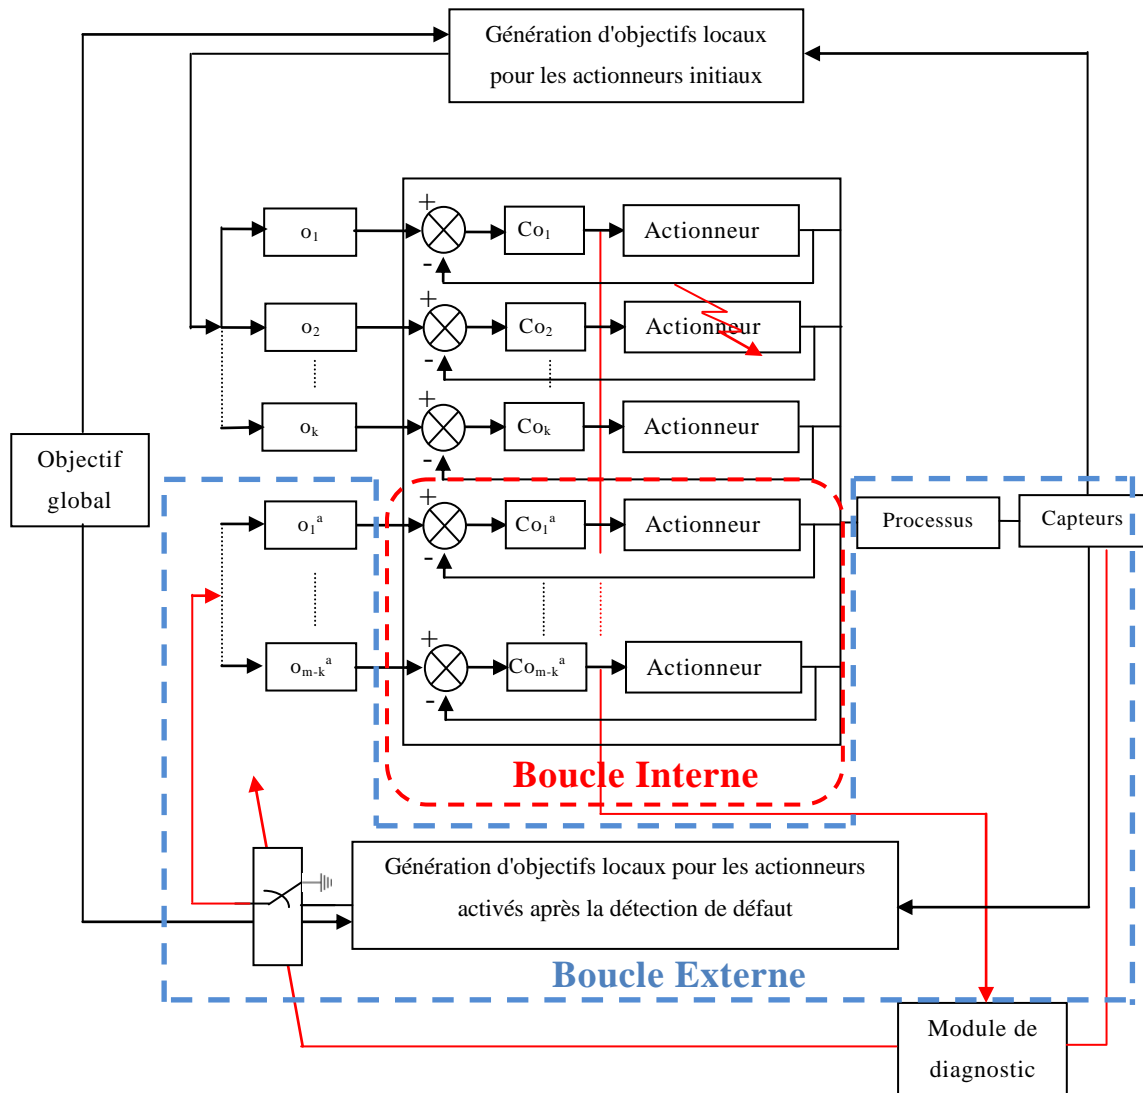 Génération d'objectifs locaux
pour les actionneurs initiaux
+
o1
Co1
Actionneur
-
+
o2
Co2
Actionneur
-
ok
Cok
Actionneur
-
Objectif
global
+
o1a
Co1a
Actionneur
-
Processus
Capteurs
+
om-ka
Com-ka
Actionneur
-
Boucle Interne
Génération d'objectifs locaux pour les actionneurs
activés après la détection de défaut
Boucle Externe
Module de
diagnostic